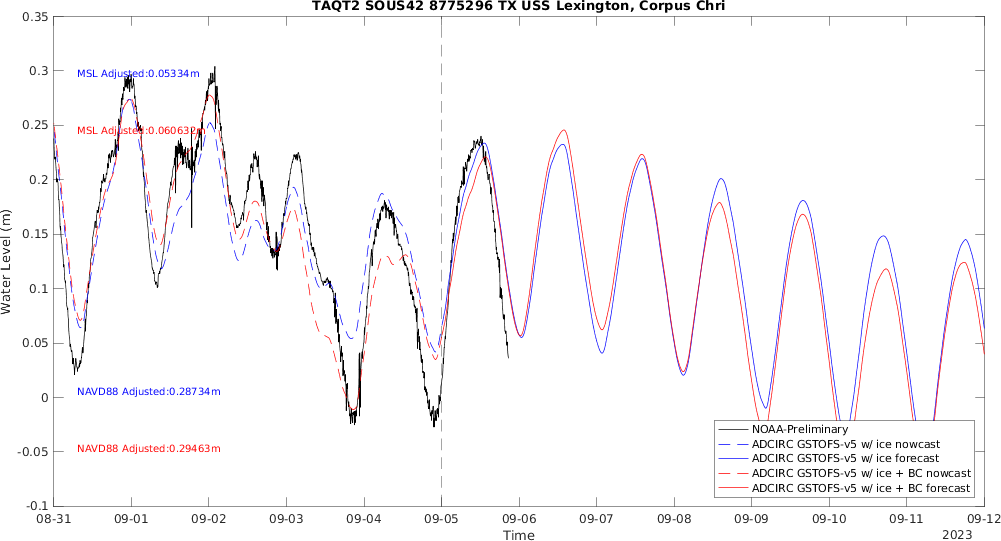 TAQT2 SOUS42 8775296 TX USS Lexington, Corpus Chri
0.35
0.3
0.25
0.2
0.15
0.1
0.05
0
-0.05
-0.1
Water Level (m)
MSL Adjusted:0.05334m
MSL Adjusted:0.060632m
NAVD88 Adjusted:0.28734m
NAVD88 Adjusted:0.29463m
NOAA-Preliminary
ADCIRC GSTOFS-v5 w/ ice nowcast
ADCIRC GSTOFS-v5 w/ ice forecast
ADCIRC GSTOFS-v5 w/ ice + BC nowcast
ADCIRC GSTOFS-v5 w/ ice + BC forecast
08-31 09-01 09-02 09-03 09-04 09-05 09-06 09-07 09-08 09-09 09-10 09-11 09-12
Time
2023